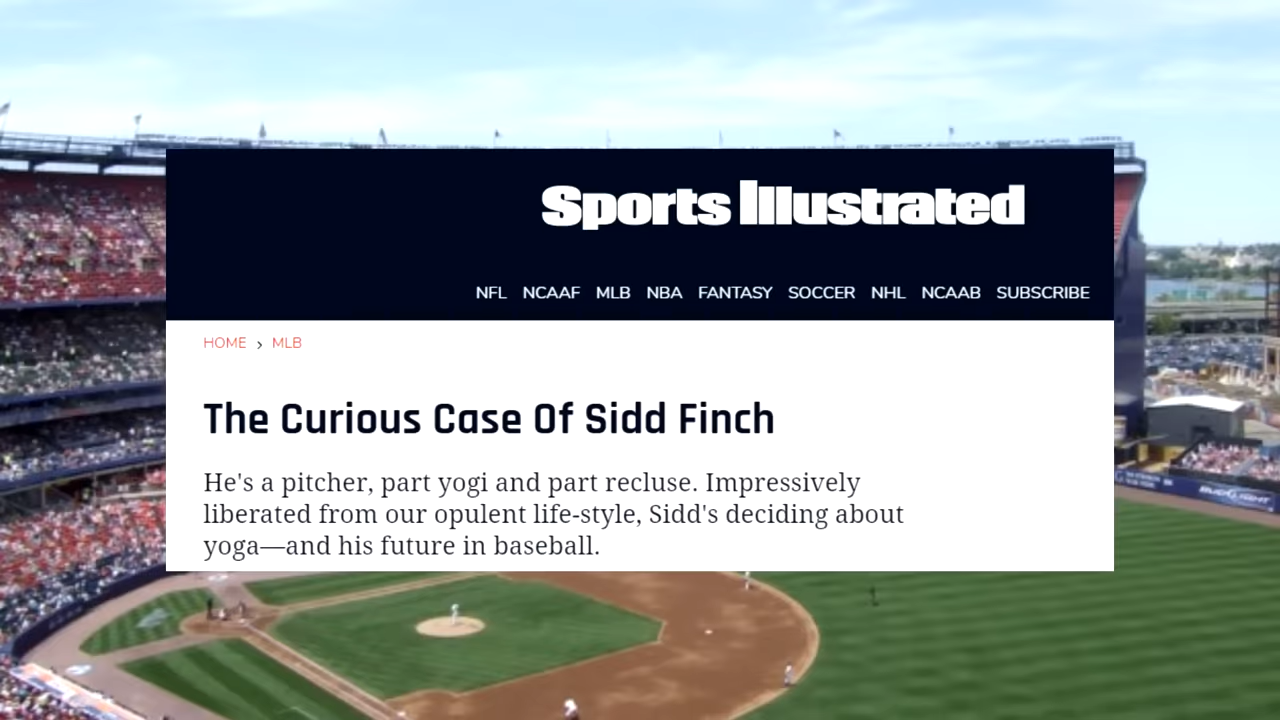 Sports Illustrated
NFL NCAAF MLB NBA FANTASY SOCCER NHL NCAAB SUBSCRIBE
HOME › MLB
The Curious Case Of Sidd Finch
He's a pitcher, part yogi and part recluse. Impressively
liberated from our opulent life-style, Sidd's deciding about
yoga—and his future in baseball.
BUD LIGHT